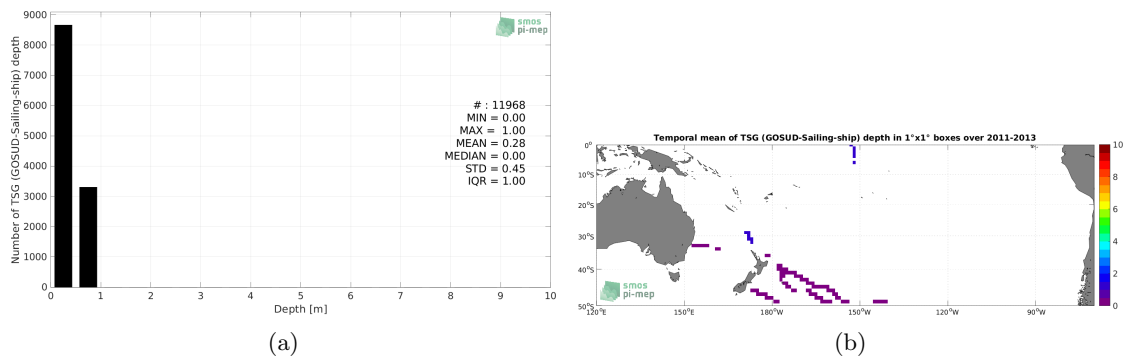 9000
8000
7000
6000
5000
4000
3000
2000
1000
0
Number of TSG (GOSUD-Sailing-ship) depth
smos
pi-mep
# : 11968
MIN = 0.00
MAX = 1.00
MEAN = 0.28
MEDIAN = 0.00
STD = 0.45
IQR = 1.00
0 1 2 3 4 5 6 7 8 9 10
Depth [m]
(a)
Temporal mean of TSG (GOSUD-Sailing-ship) depth in 1°x1° boxes over 2011-2013
0°
10°S
20°S
30°S
40°S
50°S
smos
pi-mep
120°E 150°E 180°W 150°W 120°W 90°W
10
8
6
4
2
0
(b)